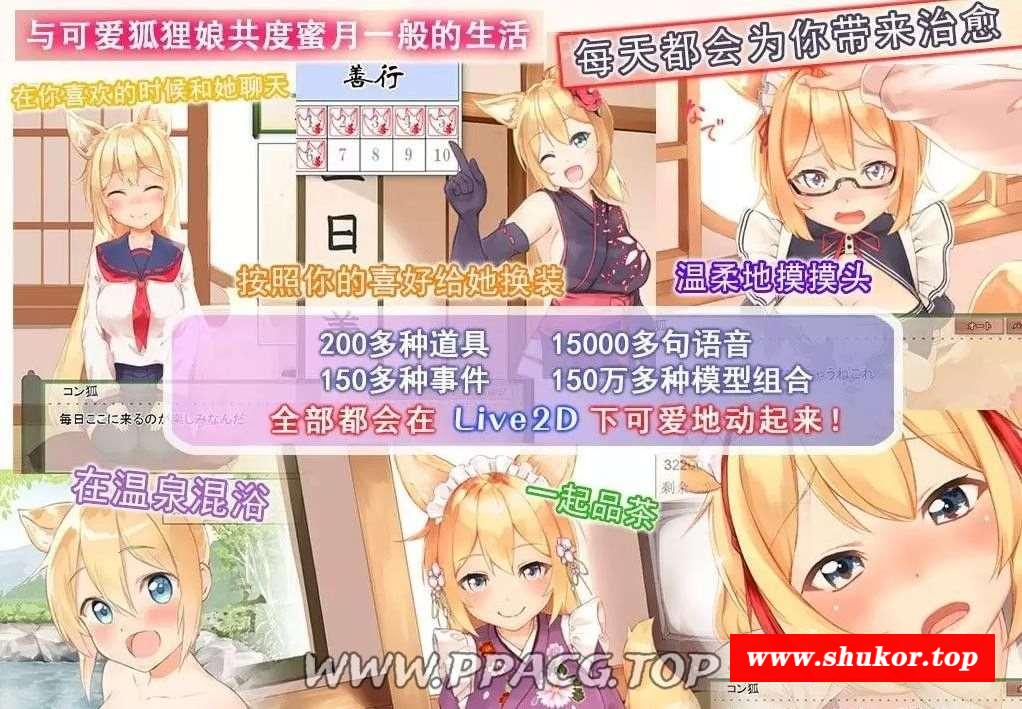 与可爱狐狸娘共度蜜月一般的生活
每天都会为你带来治愈
在你喜欢的时候和她聊天
善行
7 8 9 10
なで
日
按照你的喜好给她换装
温柔地摸摸头
善
オート
200多种道具 15000多句语音
150多种事件 150万多种模型组合
全部都会在 Live2D 下可爱地动起来！
コン狐
毎日ここに来るのが楽しみなんだ
在温泉混浴
一起品茶
WWW.PPACG.TOP
www.shukor.top
コン狐